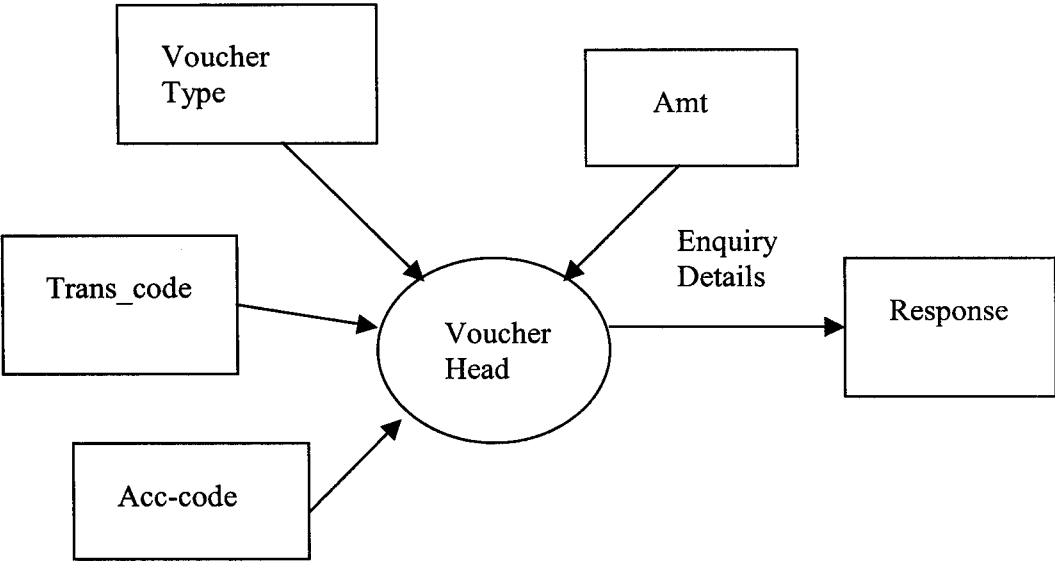 Voucher
Type
Amt
Enquiry
Details
Trans_code
Response
Voucher
Head
Acc-code